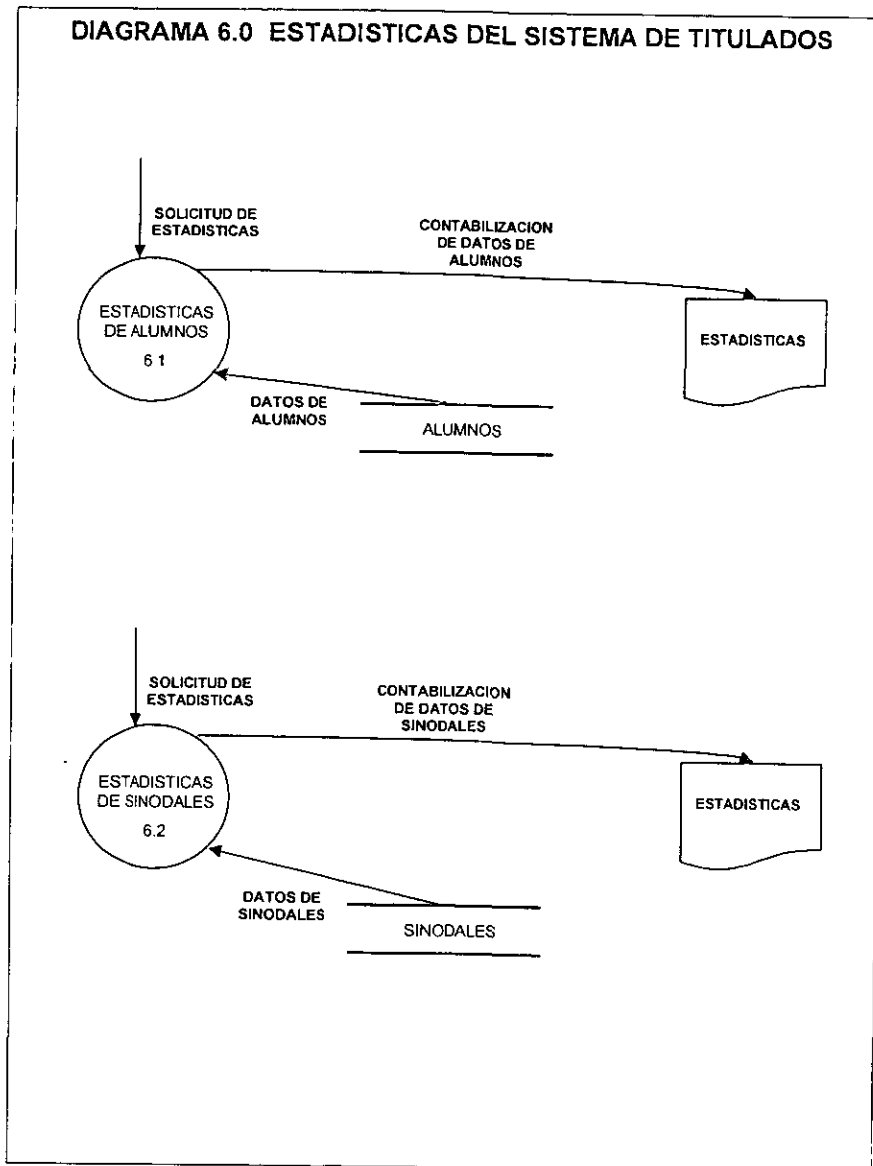 DIAGRAMA 6.0 ESTADISTICAS DEL SISTEMA DE TITULADOS
SOLICITUD DE
ESTADISTICAS
CONTABILIZACION
DE DATOS DE
ALUMNOS
ESTADISTICAS
DE ALUMNOS
6 1
ESTADISTICAS
DATOS DE
ALUMNOS
ALUMNOS
SOLICITUD DE
ESTADISTICAS
CONTABILIZACION
DE DATOS DE
SINODALES
ESTADISTICAS
DE SINODALES
6.2
ESTADISTICAS
DATOS DE
SINODALES
SINODALES